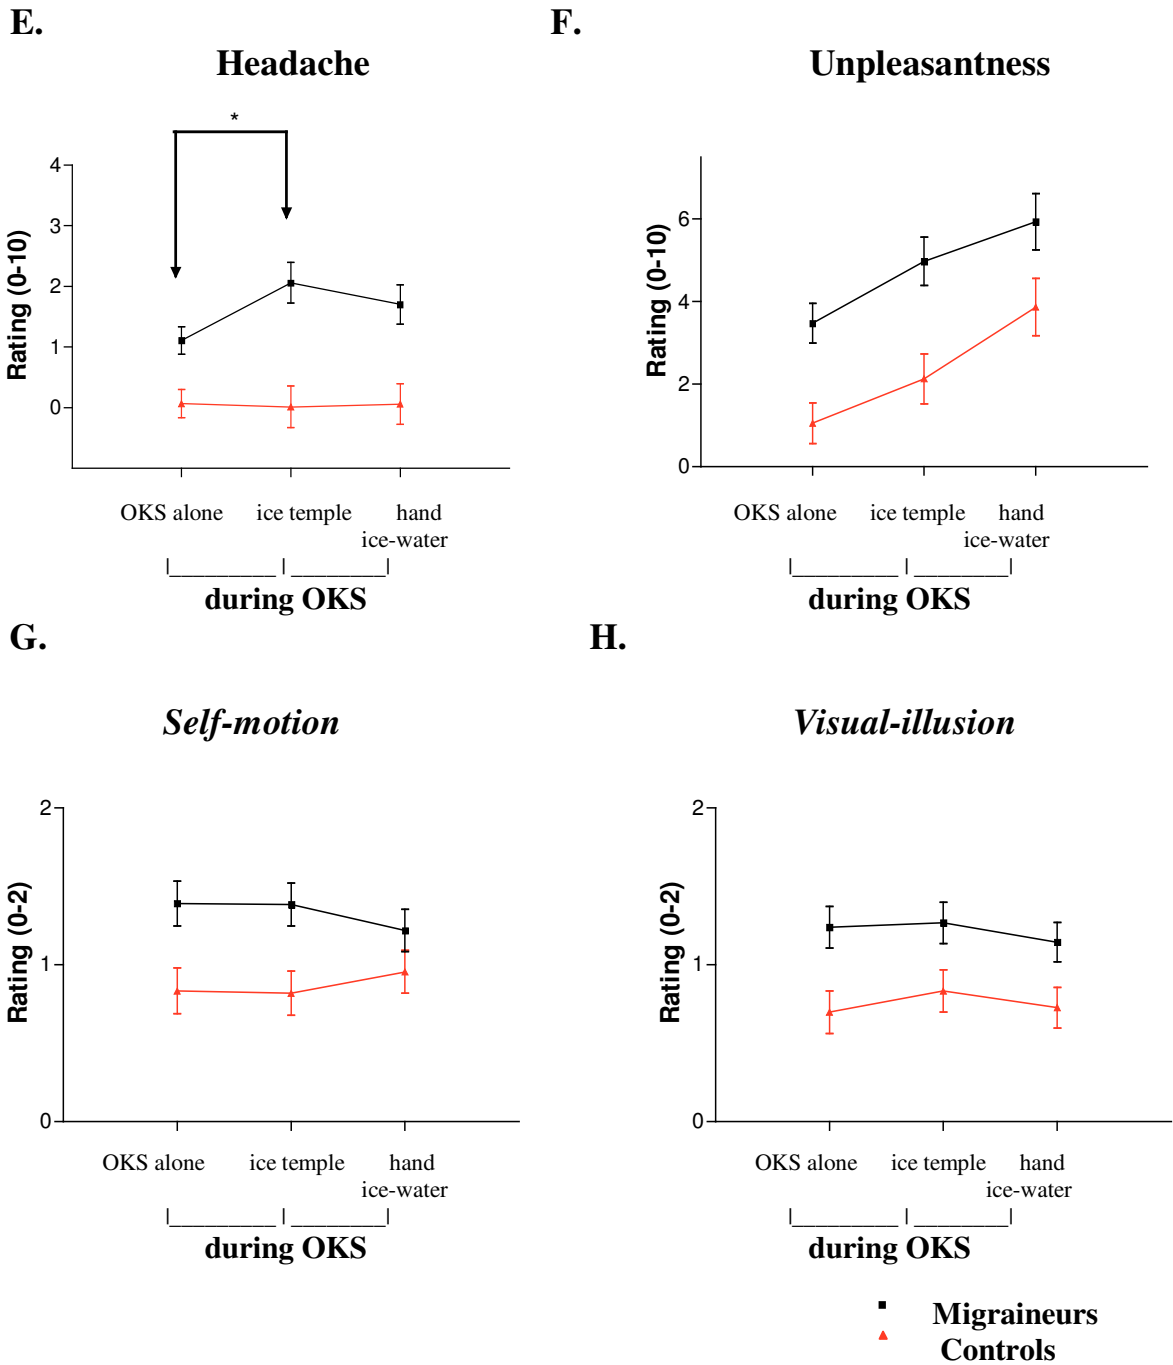 E.
Headache
*
4
3
2
1
0
Rating (0-10)
OKS alone ice temple hand
ice-water
|_________ | ________|
during OKS
F.
Unpleasantness
6
4
2
0
Rating (0-10)
OKS alone ice temple hand
ice-water
|_________ | ________|
during OKS
G.
Self-motion
2
1
0
Rating (0-2)
OKS alone ice temple hand
ice-water
|_________ | ________|
during OKS
H.
Visual-illusion
2
1
0
Rating (0-2)
OKS alone ice temple hand
ice-water
|_________ | ________|
during OKS
Migraineurs
Controls